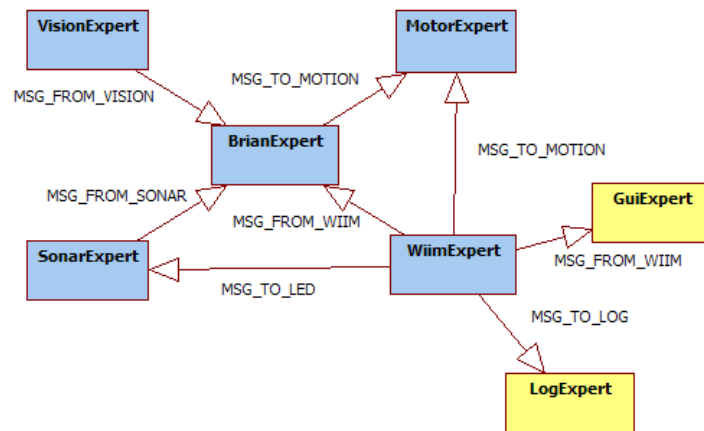 VisionExpert
MotorExpert
MSG_TO_MOTION
MSG_FROM_VISION
BrianExpert
MSG_TO_MOTION
MSG_FROM_SONAR
GuiExpert
MSG_FROM_WIIM
SonarExpert
WiimExpert
MSG_FROM_WIIM
MSG_TO_LED
MSG_TO_LOG
LogExpert